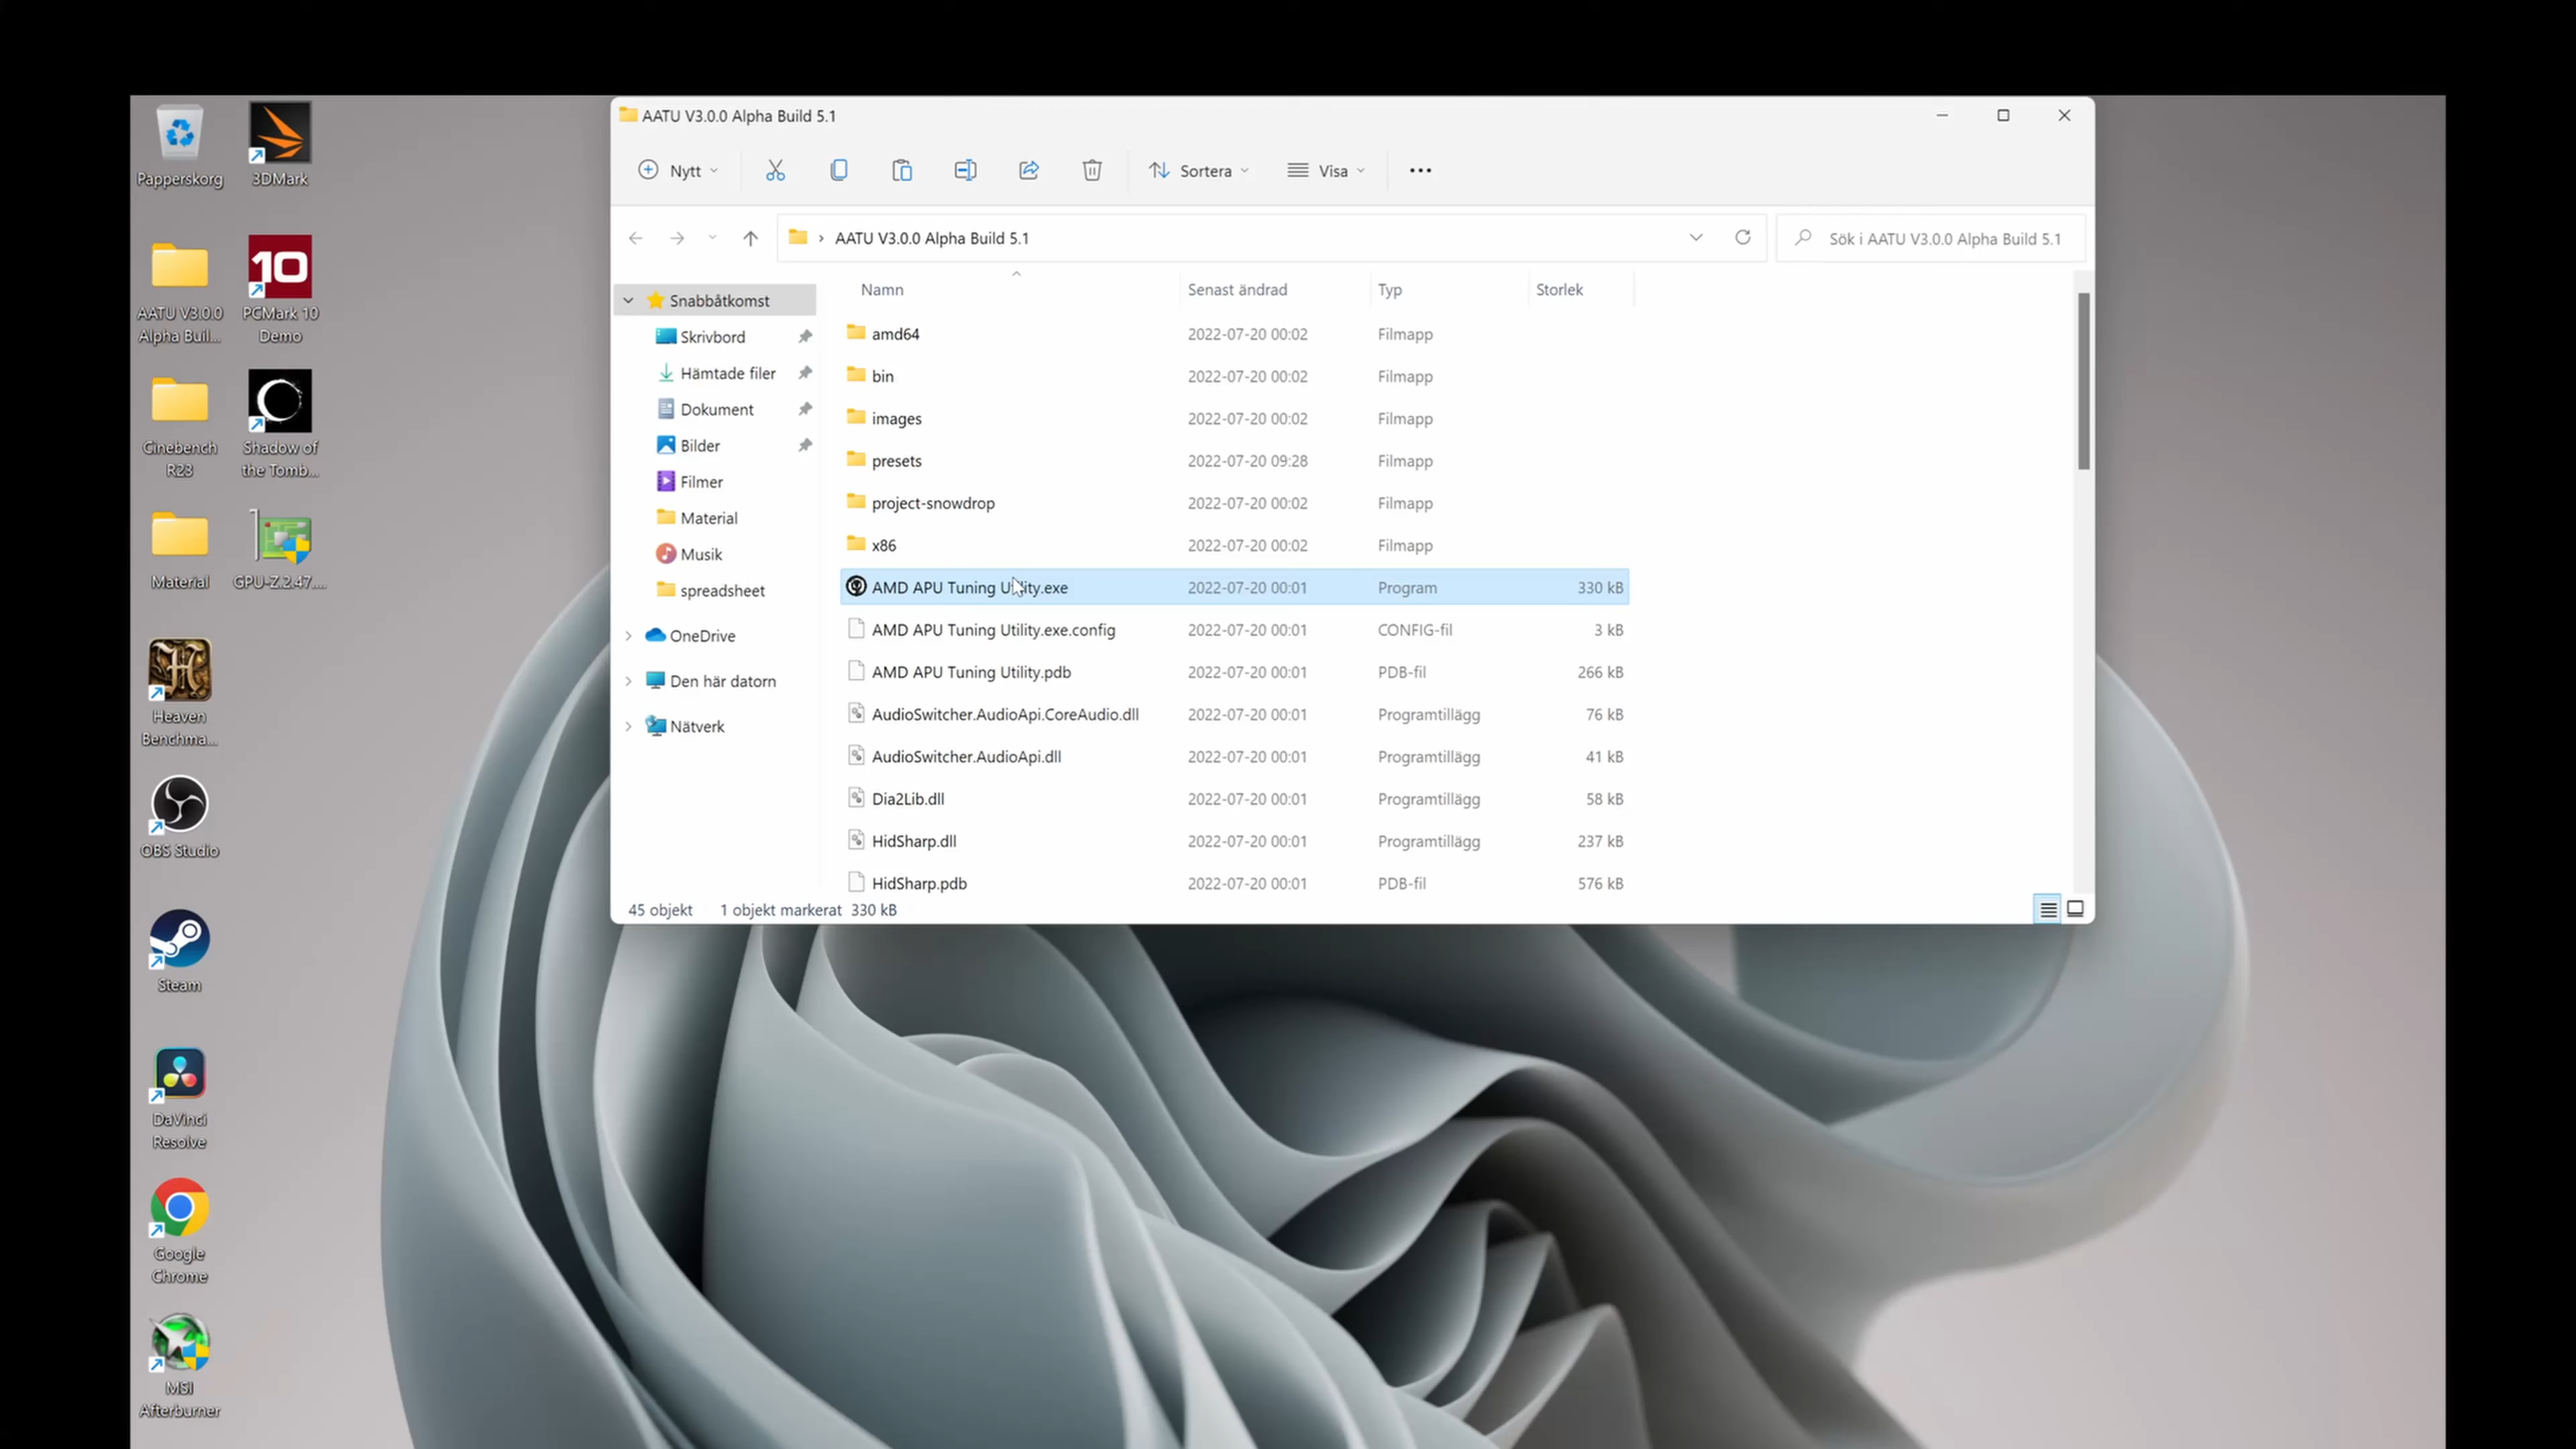 Papperskorg
3DMark
AATU V3.0.0
Alpha Buil...
10
PCMark 10
Demo
Cinebench
R23
Shadow of
the Tomb...
Material
GPU-Z.2.47....
Heaven
Benchma...
OBS Studio
Steam
DaVinci
Resolve
Google
Chrome
MSI
Afterburner
AATU V3.0.0 Alpha Build 5.1
Nytt
Sortera
Visa
AATU V3.0.0 Alpha Build 5.1
Sök i AATU V3.0.0 Alpha Build 5.1
Snabbåtkomst
Skrivbord
Hämtade filer
Dokument
Bilder
Filmer
Material
Musik
spreadsheet
OneDrive
Den här datorn
Nätverk
Namn Senast ändrad Typ Storlek
amd64 2022-07-20 00:02 Filmapp
bin 2022-07-20 00:02 Filmapp
images 2022-07-20 00:02 Filmapp
presets 2022-07-20 09:28 Filmapp
project-snowdrop 2022-07-20 00:02 Filmapp
x86 2022-07-20 00:02 Filmapp
AMD APU Tuning Utility.exe 2022-07-20 00:01 Program 330 kB
AMD APU Tuning Utility.exe.config 2022-07-20 00:01 CONFIG-fil 3 kB
AMD APU Tuning Utility.pdb 2022-07-20 00:01 PDB-fil 266 kB
AudioSwitcher.AudioApi.CoreAudio.dll 2022-07-20 00:01 Programtillägg 76 kB
AudioSwitcher.AudioApi.dll 2022-07-20 00:01 Programtillägg 41 kB
Dia2Lib.dll 2022-07-20 00:01 Programtillägg 58 kB
HidSharp.dll 2022-07-20 00:01 Programtillägg 237 kB
HidSharp.pdb 2022-07-20 00:01 PDB-fil 576 kB
45 objekt 1 objekt markerat 330 kB